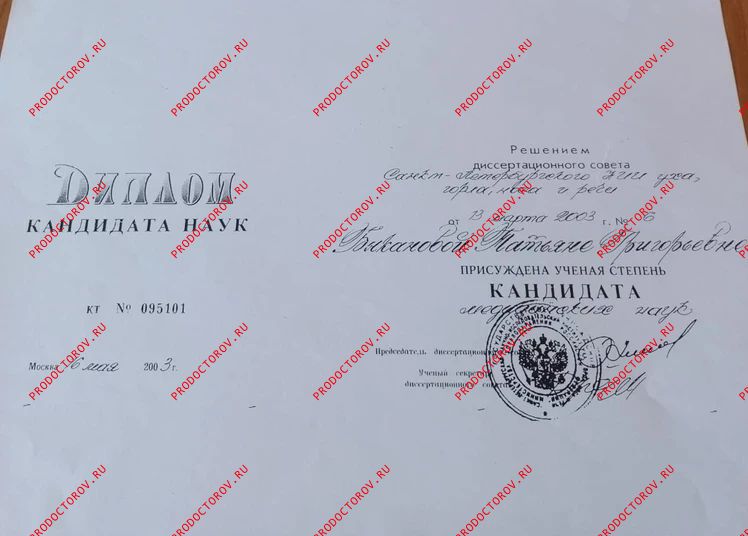 ДИПЛОМ
КАНДИДАТА НАУК
КТ № 095101
Москва 16 мая 2003 г.
Решением
диссертационного совета
Санкт-Петербургского НИИ уха,
горла, носа и речи
от 13 марта 2003 г. №
Татьяне Григорьевне
ПРИСУЖДЕНА УЧЕНАЯ СТЕПЕНЬ
КАНДИДАТА
медицинских наук
Председатель диссертационного
Ученый секретарь
диссертационного совета
PRODOCTOROV.RU